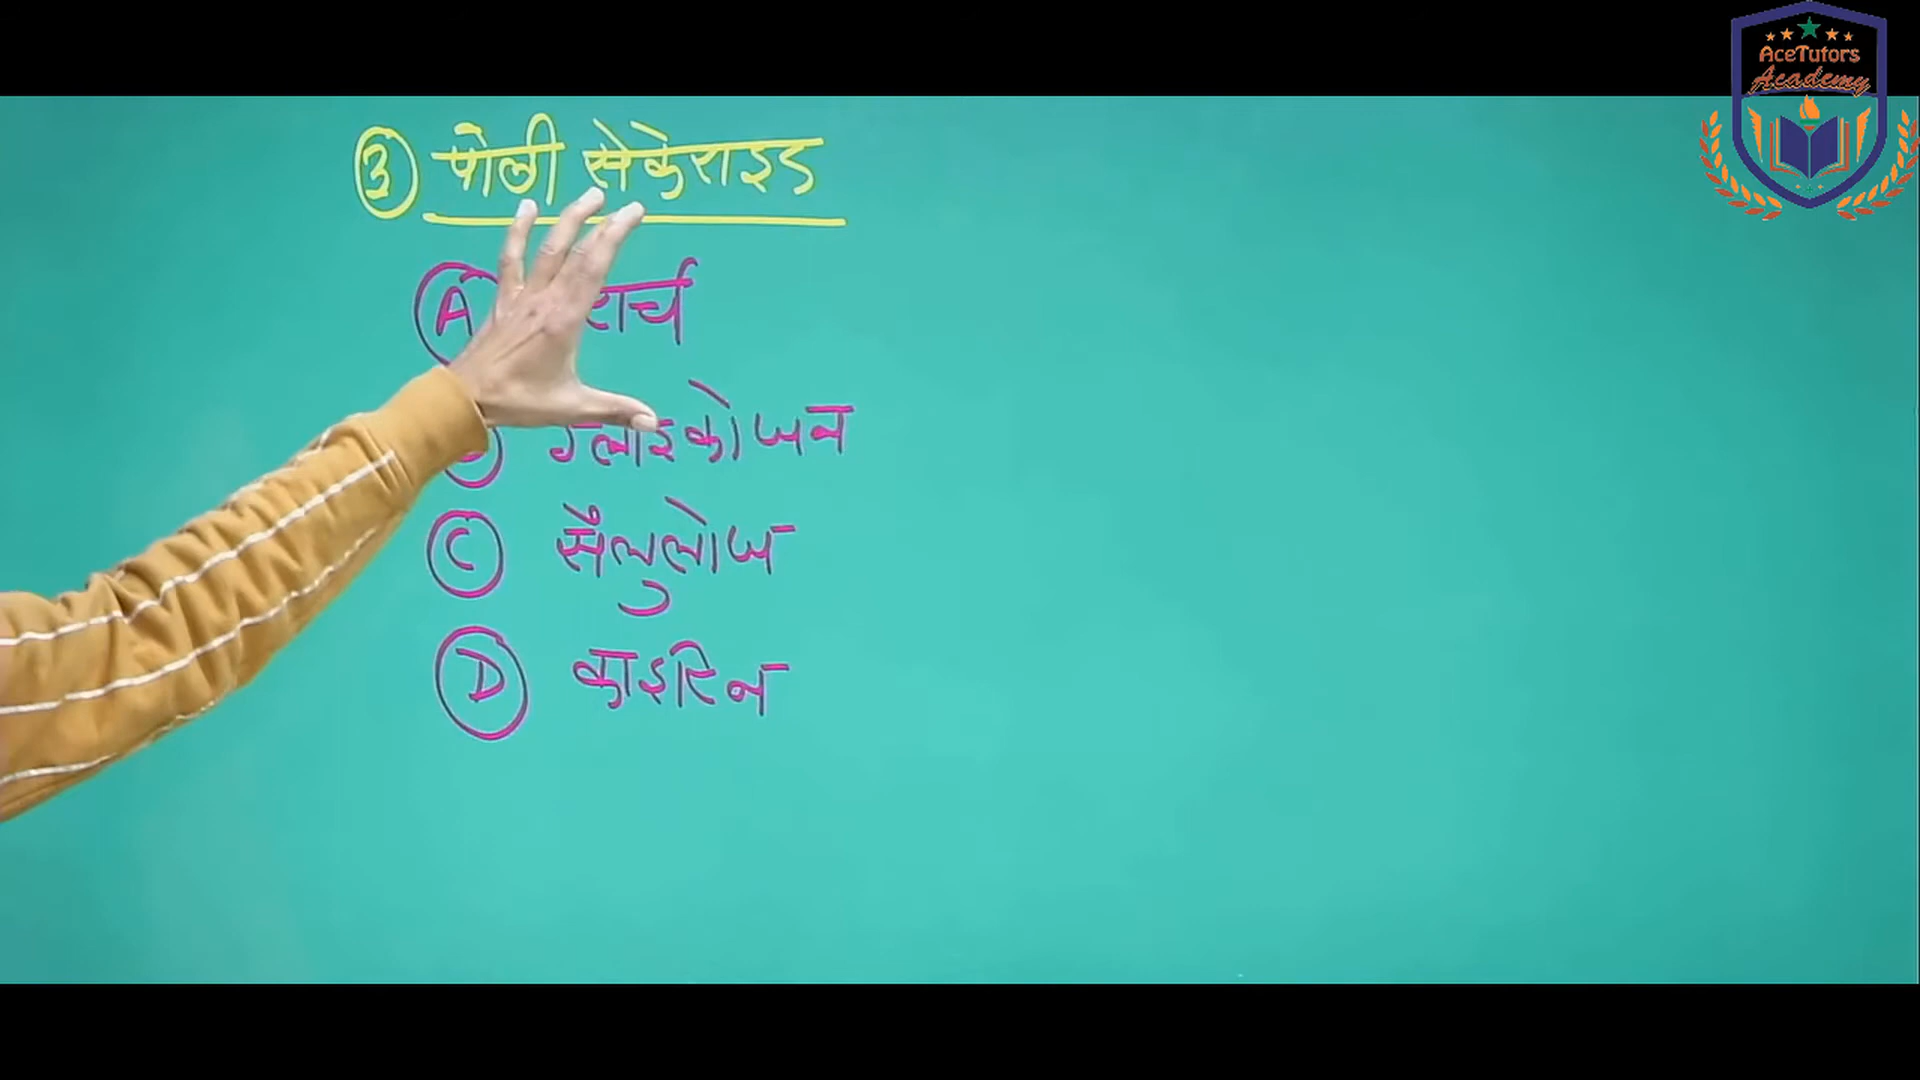 AceTutors
Academy
3 पोली सेकेराइड
A
ग्लाइकोजन
C सैलुलोज
D काइटिन